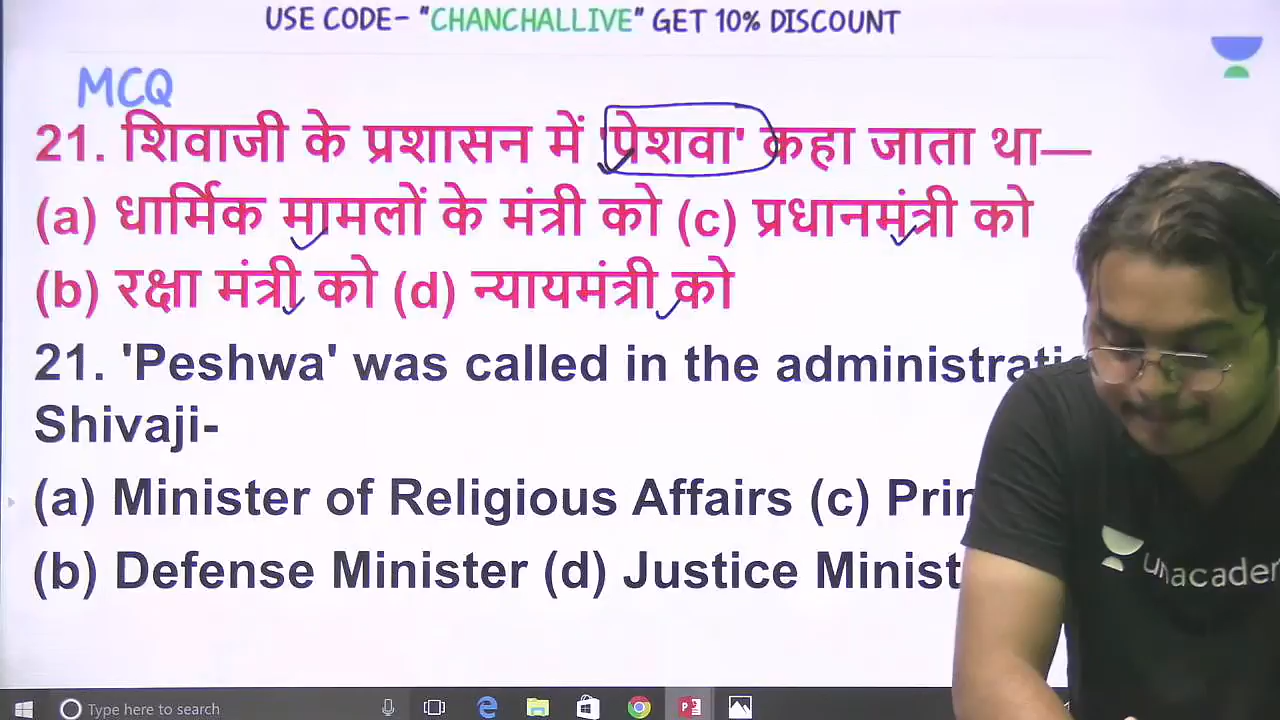 USE CODE- "CHANCHALLIVE" GET 10% DISCOUNT
MCQ
21. शिवाजी के प्रशासन में 'पेशवा' कहा जाता था—
(a) धार्मिक मामलों के मंत्री को (c) प्रधानमंत्री को
(b) रक्षा मंत्री को (d) न्यायमंत्री को
21. 'Peshwa' was called in the administrati
Shivaji-
(a) Minister of Religious Affairs (c) Prin
(b) Defense Minister (d) Justice Minist
unacader
Type here to search